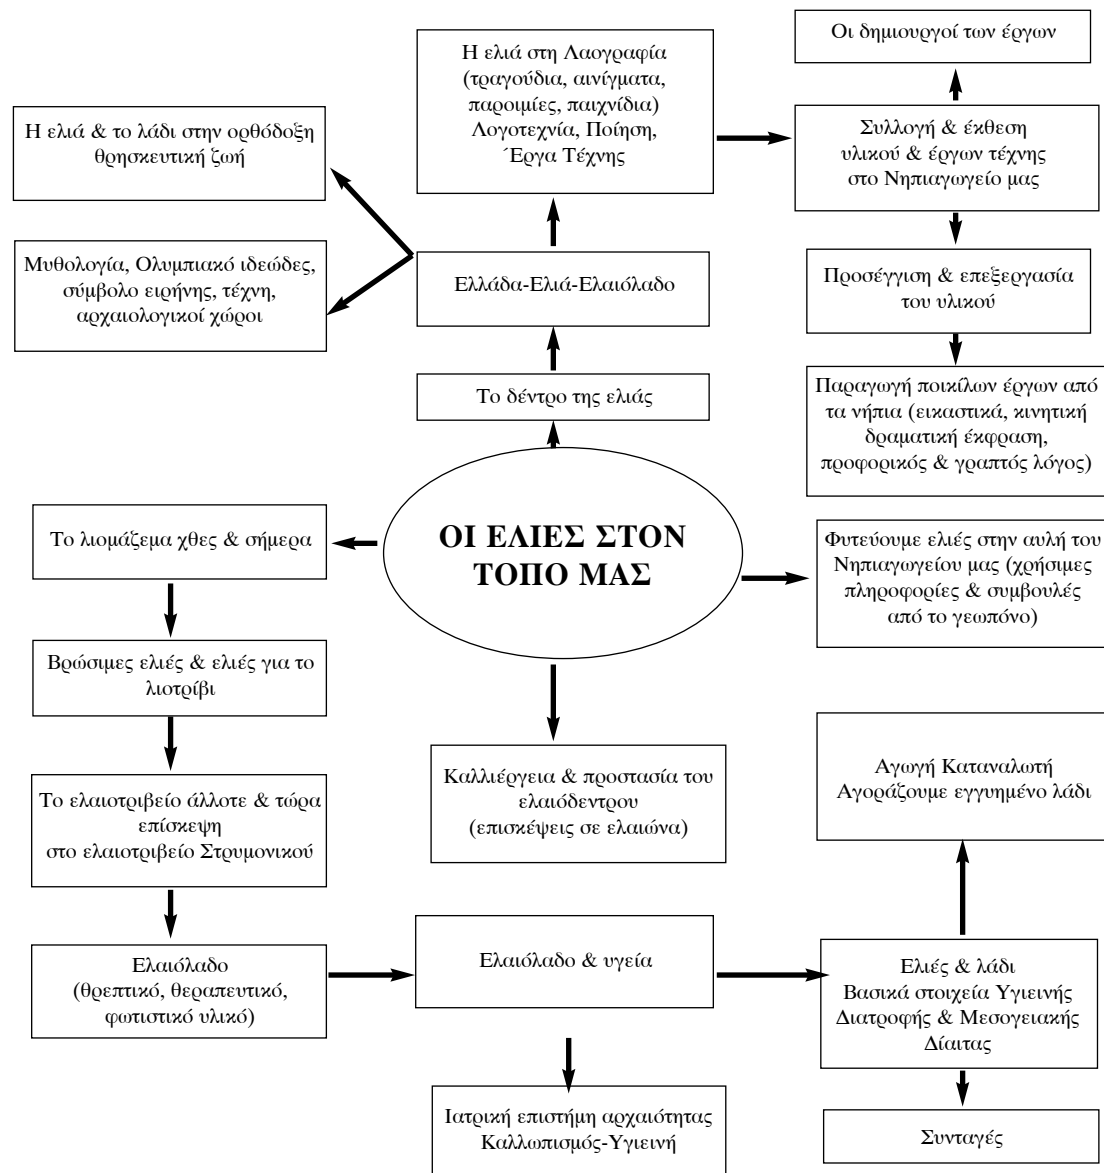 Οι δημιουργοί των έργων
Η ελιά στη Λαογραφία
(τραγούδια, αινίγματα,
παροιμίες, παιχνίδια)
Λογοτεχνία, Ποίηση,
Έργα Τέχνης
Η ελιά & το λάδι στην ορθόδοξη
θρησκευτική ζωή
Συλλογή & έκθεση
υλικού & έργων τέχνης
στο Νηπιαγωγείο μας
Μυθολογία, Ολυμπιακό ιδεώδες,
σύμβολο ειρήνης, τέχνη,
αρχαιολογικοί χώροι
Ελλάδα-Ελιά-Ελαιόλαδο
Προσέγγιση & επεξεργασία
του υλικού
Το δέντρο της ελιάς
Παραγωγή ποικίλων έργων από
τα νήπια (εικαστικά, κινητική
δραματική έκφραση,
προφορικός & γραπτός λόγος)
ΟΙ ΕΛΙΕΣ ΣΤΟΝ
ΤΟΠΟ ΜΑΣ
Το λιομάζεμα χθες & σήμερα
Φυτεύουμε ελιές στην αυλή του
Νηπιαγωγείου μας (χρήσιμες
πληροφορίες & συμβουλές
από το γεωπόνο)
Βρώσιμες ελιές & ελιές για το
λιοτρίβι
Καλλιέργεια & προστασία του
ελαιόδεντρου
(επισκέψεις σε ελαιώνα)
Αγωγή Καταναλωτή
Αγοράζουμε εγγυημένο λάδι
Το ελαιοτριβείο άλλοτε & τώρα
επίσκεψη
στο ελαιοτριβείο Στρυμονικού
Ελαιόλαδο
(θρεπτικό, θεραπευτικό,
φωτιστικό υλικό)
Ελαιόλαδο & υγεία
Ελιές & λάδι
Βασικά στοιχεία Υγιεινής
Διατροφής & Μεσογειακής
Δίαιτας
Ιατρική επιστήμη αρχαιότητας
Καλλωπισμός-Υγιεινή
Συνταγές